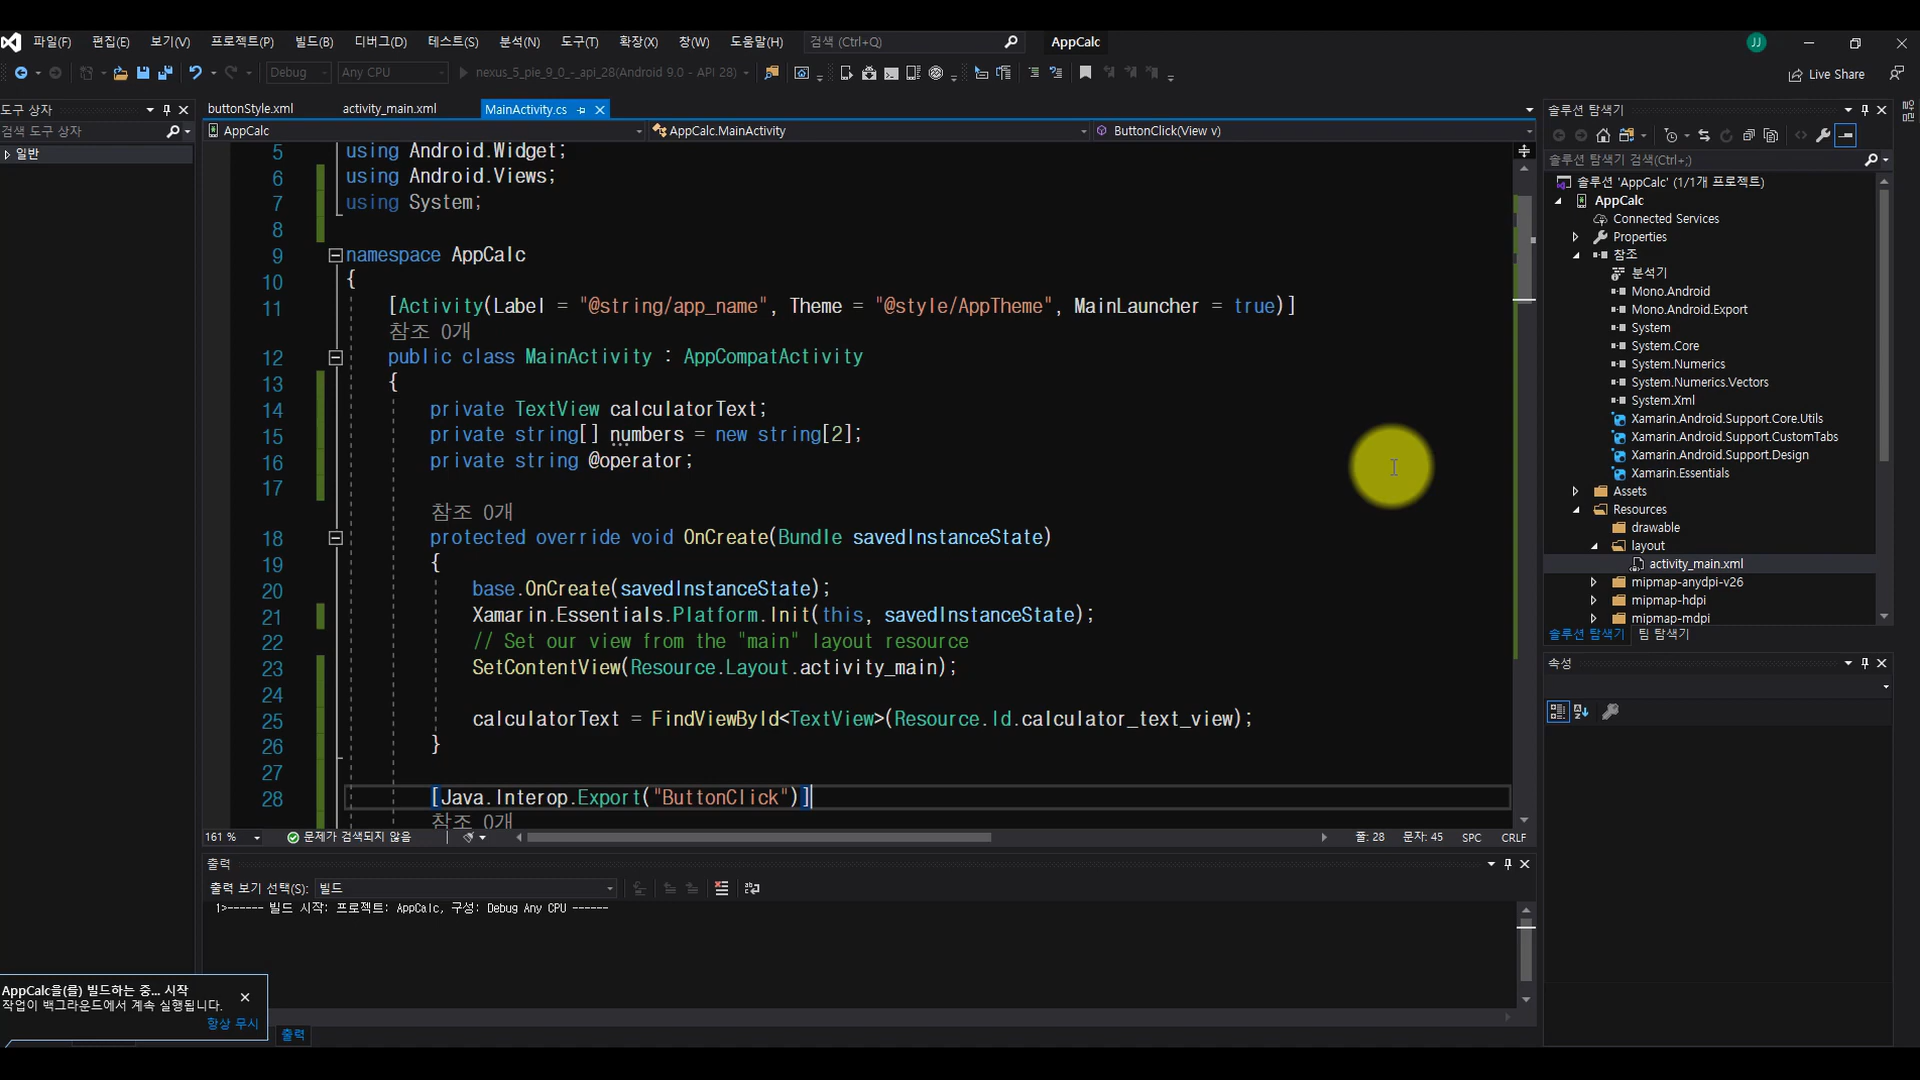 파일(F) 편집(E) 보기(V) 프로젝트(P) 빌드(B) 디버그(D) 테스트(S) 분석(N) 도구(T) 확장(X) 창(W) 도움말(H) 검색 (Ctrl+Q) AppCalc JJ
Debug Any CPU nexus_5_pie_9_0_-_api_28(Android 9.0 - API 28) Live Share
도구 상자
검색 도구 상자
일반
buttonStyle.xml activity_main.xml MainActivity.cs
AppCalc AppCalc.MainActivity ButtonClick(View v)
5 using Android.Widget;
6 using Android.Views;
7 using System;
8
9 namespace AppCalc
10 {
11 [Activity(Label = "@string/app_name", Theme = "@style/AppTheme", MainLauncher = true)]
참조 0개
12 public class MainActivity : AppCompatActivity
13 {
14 private TextView calculatorText;
15 private string[] numbers = new string[2];
16 private string @operator;
17
참조 0개
18 protected override void OnCreate(Bundle savedInstanceState)
19 {
20 base.OnCreate(savedInstanceState);
21 Xamarin.Essentials.Platform.Init(this, savedInstanceState);
22 // Set our view from the "main" layout resource
23 SetContentView(Resource.Layout.activity_main);
24
25 calculatorText = FindViewById<TextView>(Resource.Id.calculator_text_view);
26 }
27
28 [Java.Interop.Export("ButtonClick")]
참조 0개
161 % 문제가 검색되지 않음 줄: 28 문자: 45 SPC CRLF
출력
출력 보기 선택(S): 빌드
1>------ 빌드 시작: 프로젝트: AppCalc, 구성: Debug Any CPU ------
AppCalc을(를) 빌드하는 중... 시작
작업이 백그라운드에서 계속 실행됩니다.
항상 무시
출력
솔루션 탐색기
솔루션 탐색기 검색(Ctrl+;)
솔루션 'AppCalc' (1/1개 프로젝트)
AppCalc
Connected Services
Properties
참조
분석기
Mono.Android
Mono.Android.Export
System
System.Core
System.Numerics
System.Numerics.Vectors
System.Xml
Xamarin.Android.Support.Core.Utils
Xamarin.Android.Support.CustomTabs
Xamarin.Android.Support.Design
Xamarin.Essentials
Assets
Resources
drawable
layout
activity_main.xml
mipmap-anydpi-v26
mipmap-hdpi
mipmap-mdpi
솔루션 탐색기 팀 탐색기
속성